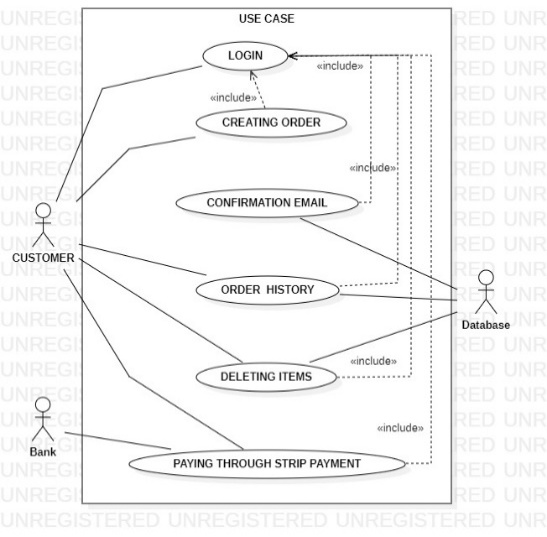 USE CASE
LOGIN
«include»
«include»
CREATING ORDER
«include»
CONFIRMATION EMAIL
CUSTOMER
ORDER HISTORY
Database
«include»
DELETING ITEMS
«include»
Bank
PAYING THROUGH STRIP PAYMENT
UNREGISTERED UNREGISTERED UNREGISTERED UNR